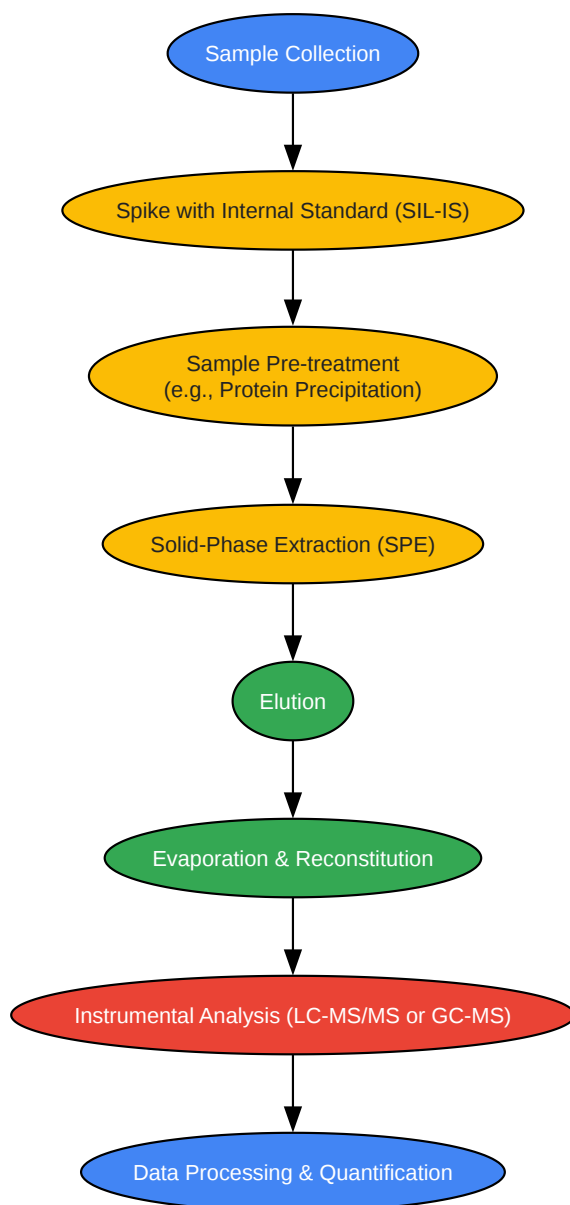 Sample Collection
Spike with Internal Standard (SIL-IS)
Sample Pre-treatment
(e.g., Protein Precipitation)
Solid-Phase Extraction (SPE)
Elution
Evaporation & Reconstitution
Instrumental Analysis (LC-MS/MS or GC-MS)
Data Processing & Quantification